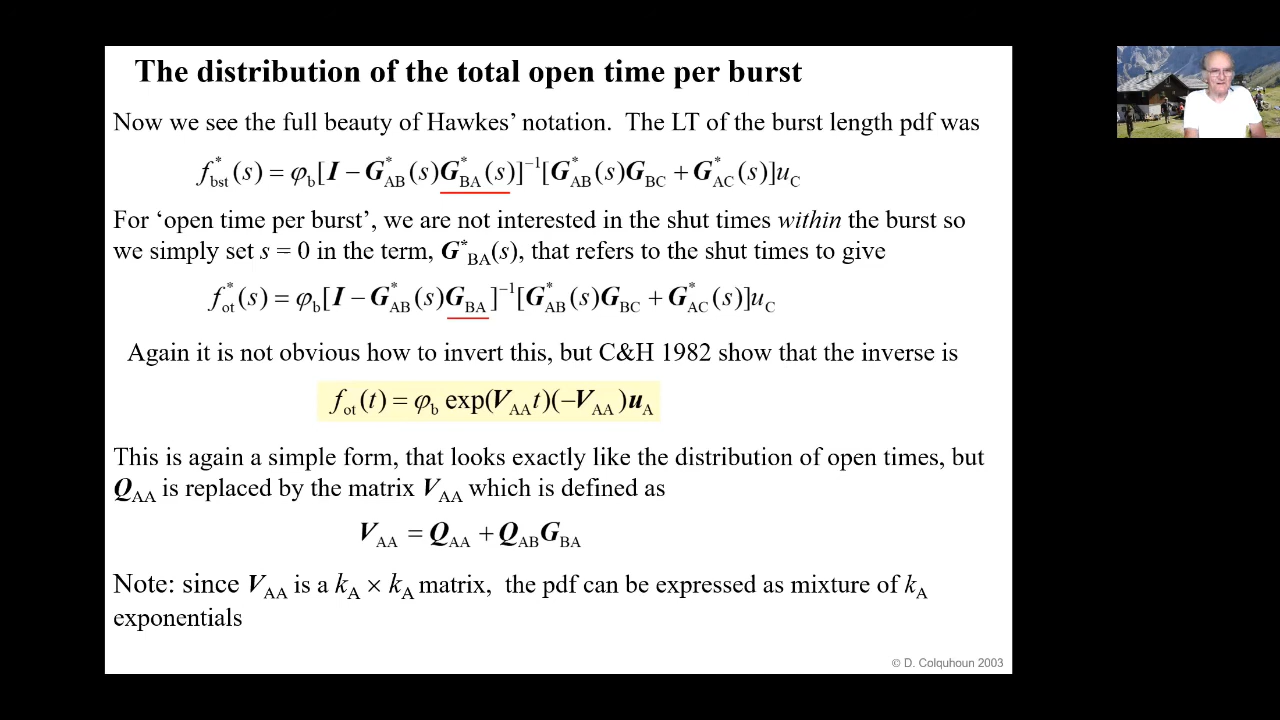 The distribution of the total open time per burst
Now we see the full beauty of Hawkes' notation. The LT of the burst length pdf was
f*bst(s) = φb[I − G*AB(s)G*BA(s)]⁻¹[G*AB(s)GBC + G*AC(s)]uC
For 'open time per burst', we are not interested in the shut times within the burst so
we simply set s = 0 in the term, G*BA(s), that refers to the shut times to give
f*ot(s) = φb[I − G*AB(s)GBA]⁻¹[G*AB(s)GBC + G*AC(s)]uC
Again it is not obvious how to invert this, but C&H 1982 show that the inverse is
fot(t) = φb exp(VAAt)(−VAA)uA
This is again a simple form, that looks exactly like the distribution of open times, but
QAA is replaced by the matrix VAA which is defined as
VAA = QAA + QABGBA
Note: since VAA is a kA × kA matrix, the pdf can be expressed as mixture of kA
exponentials
© D. Colquhoun 2003